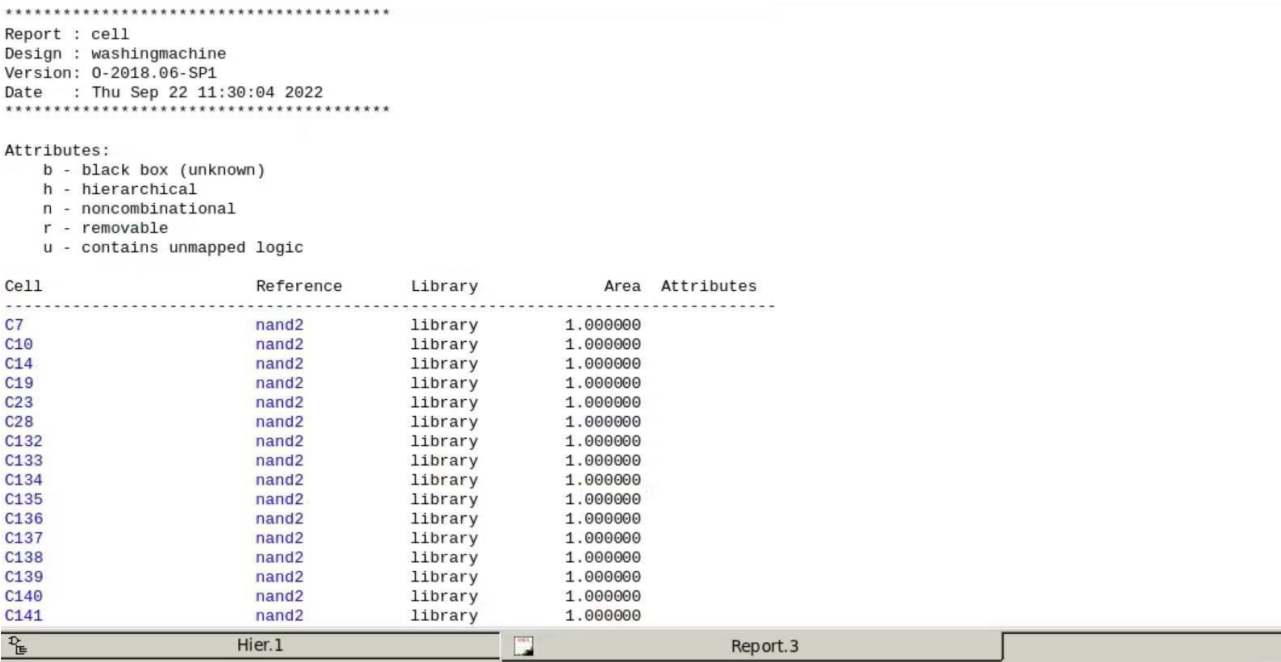 ****************************************
Report : cell
Design : washingmachine
Version: O-2018.06-SP1
Date   : Thu Sep 22 11:30:04 2022
****************************************
Attributes:
b - black box (unknown)
h - hierarchical
n - noncombinational
r - removable
u - contains unmapped logic
Cell Reference Library Area Attributes
--------------------------------------------------------------------------------
C7 nand2 library 1.000000
C10 nand2 library 1.000000
C14 nand2 library 1.000000
C19 nand2 library 1.000000
C23 nand2 library 1.000000
C28 nand2 library 1.000000
C132 nand2 library 1.000000
C133 nand2 library 1.000000
C134 nand2 library 1.000000
C135 nand2 library 1.000000
C136 nand2 library 1.000000
C137 nand2 library 1.000000
C138 nand2 library 1.000000
C139 nand2 library 1.000000
C140 nand2 library 1.000000
C141 nand2 library 1.000000
Hier.1 Report.3